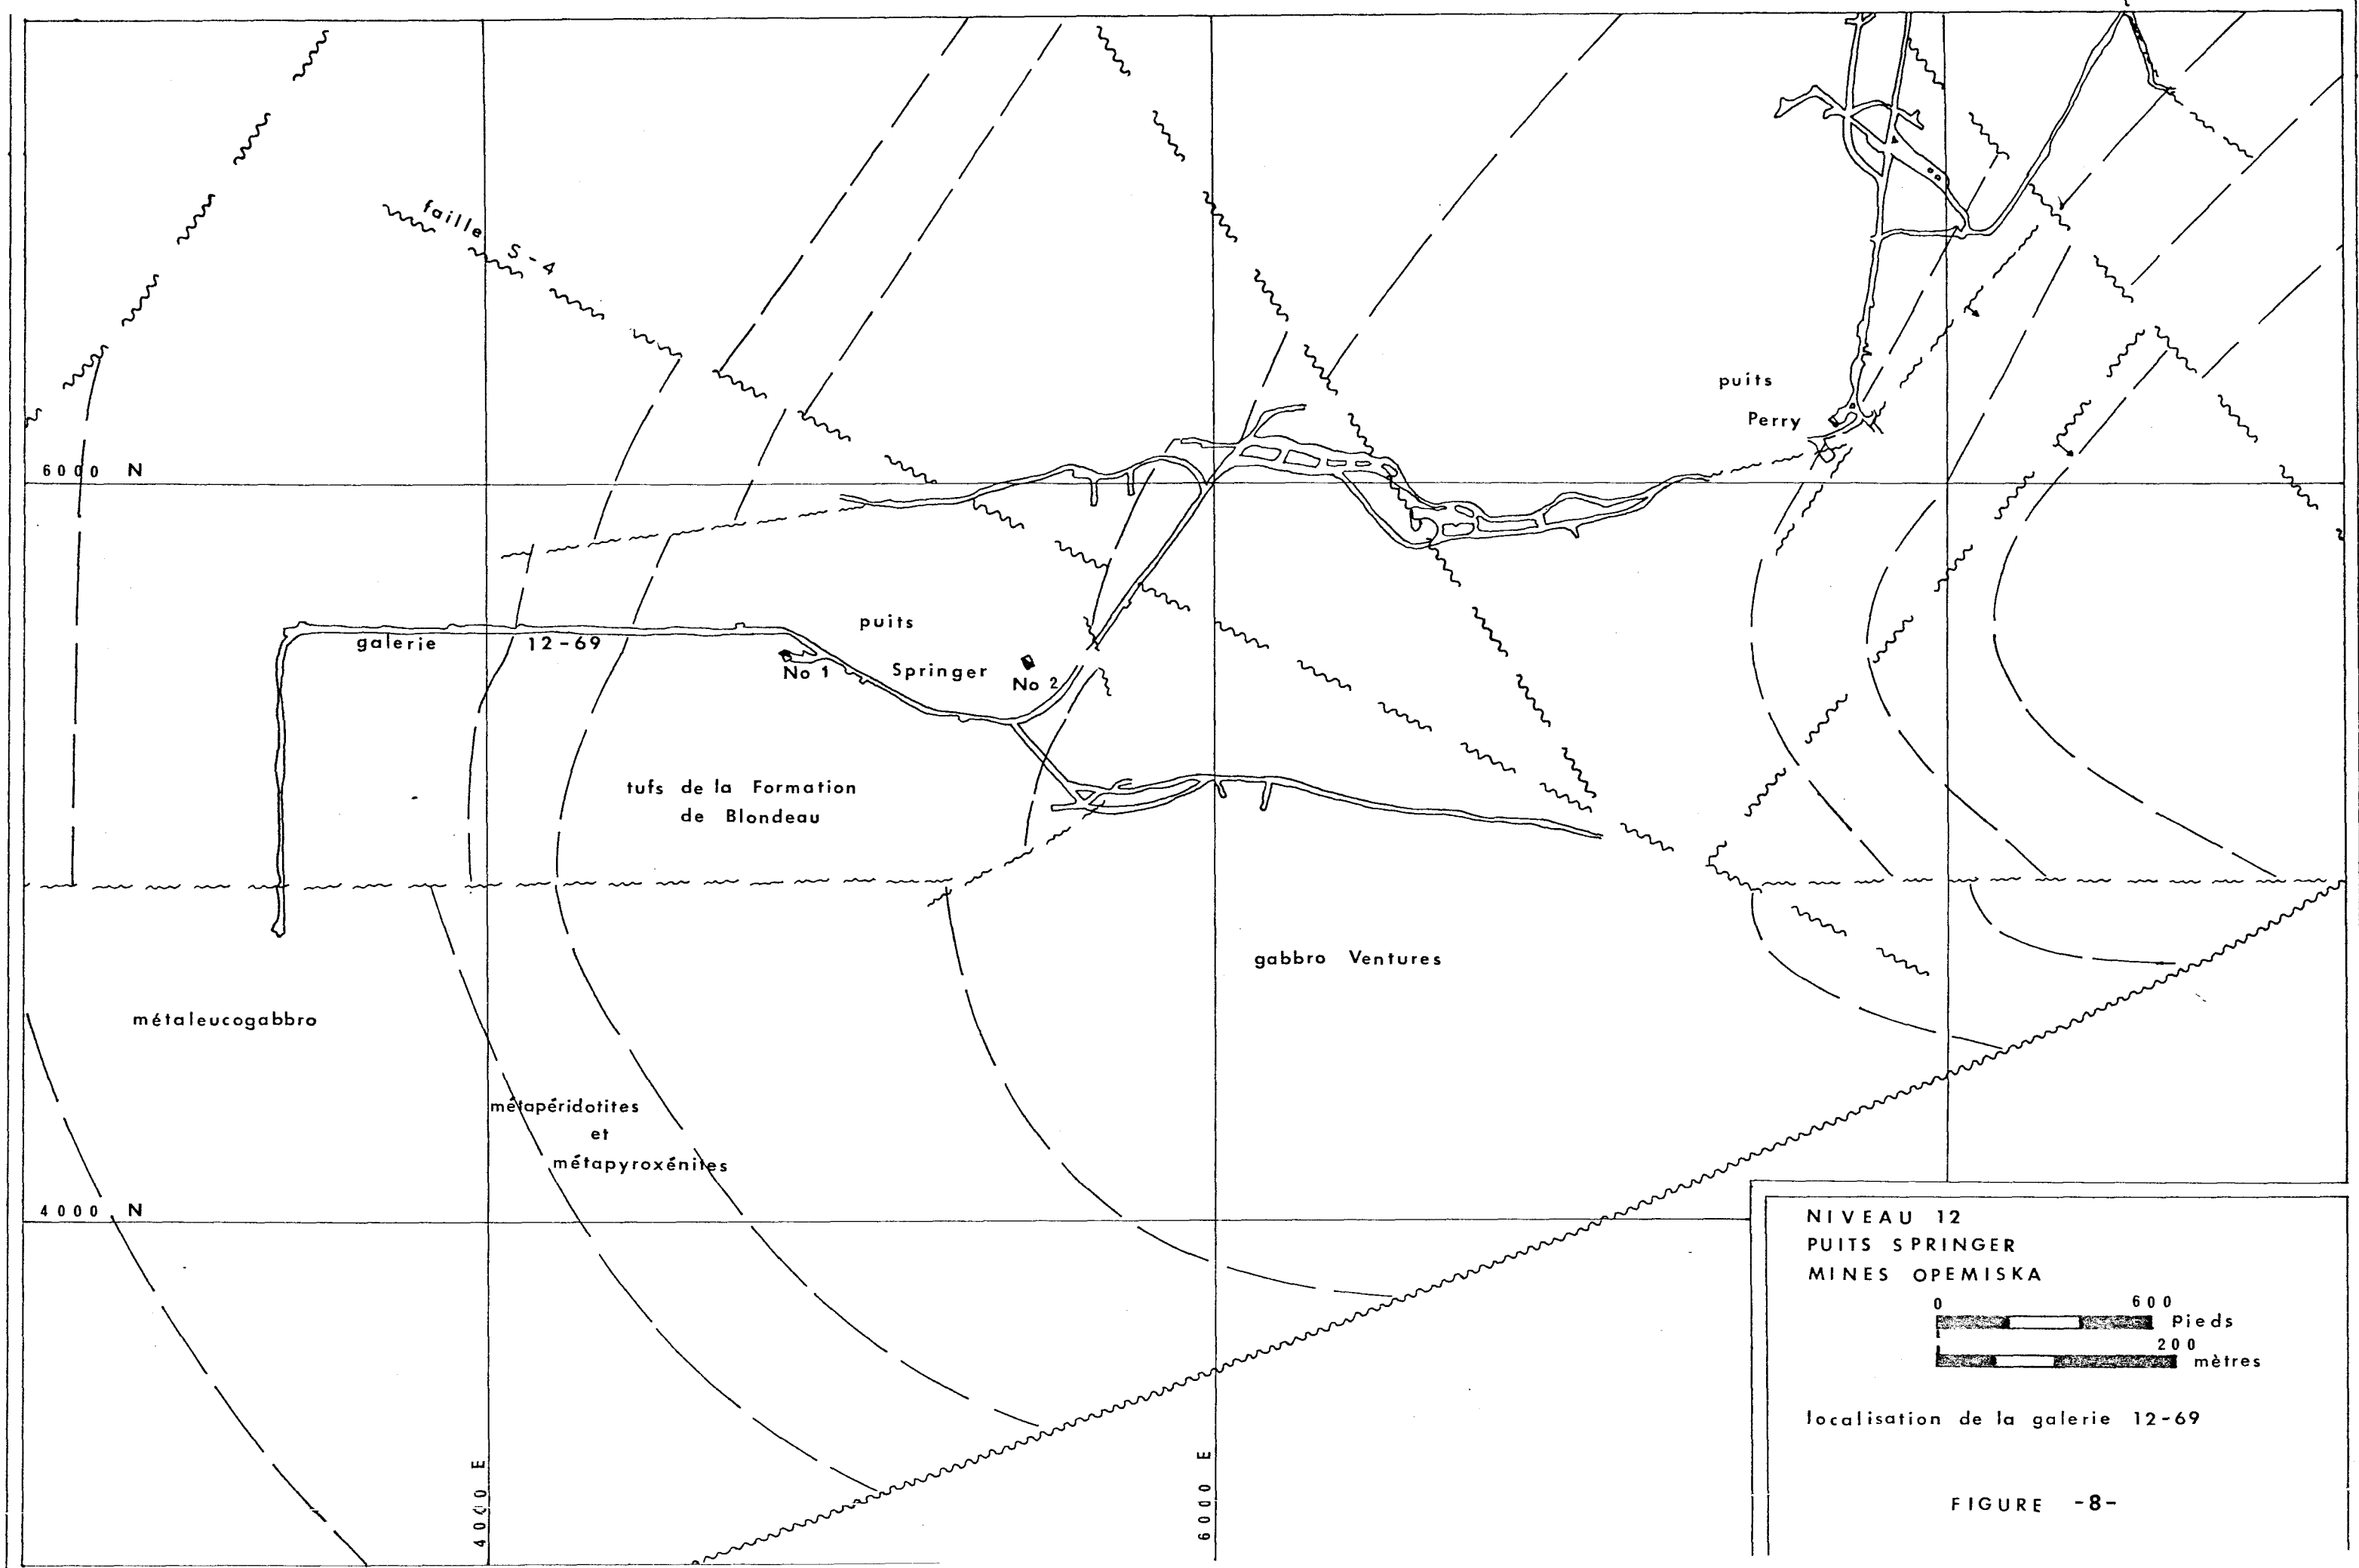 faille S-4
puits
Perry
6000 N
galerie 12-69
puits
Springer
No 1
No 2
tufs de la Formation
de Blondeau
gabbro Ventures
métaleucogabbro
métapéridotites
et
métapyroxénites
4000 N
4000 E
6000 E
NIVEAU 12
PUITS SPRINGER
MINES OPEMISKA
0 600
Pieds
200
mètres
localisation de la galerie 12-69
FIGURE -8-